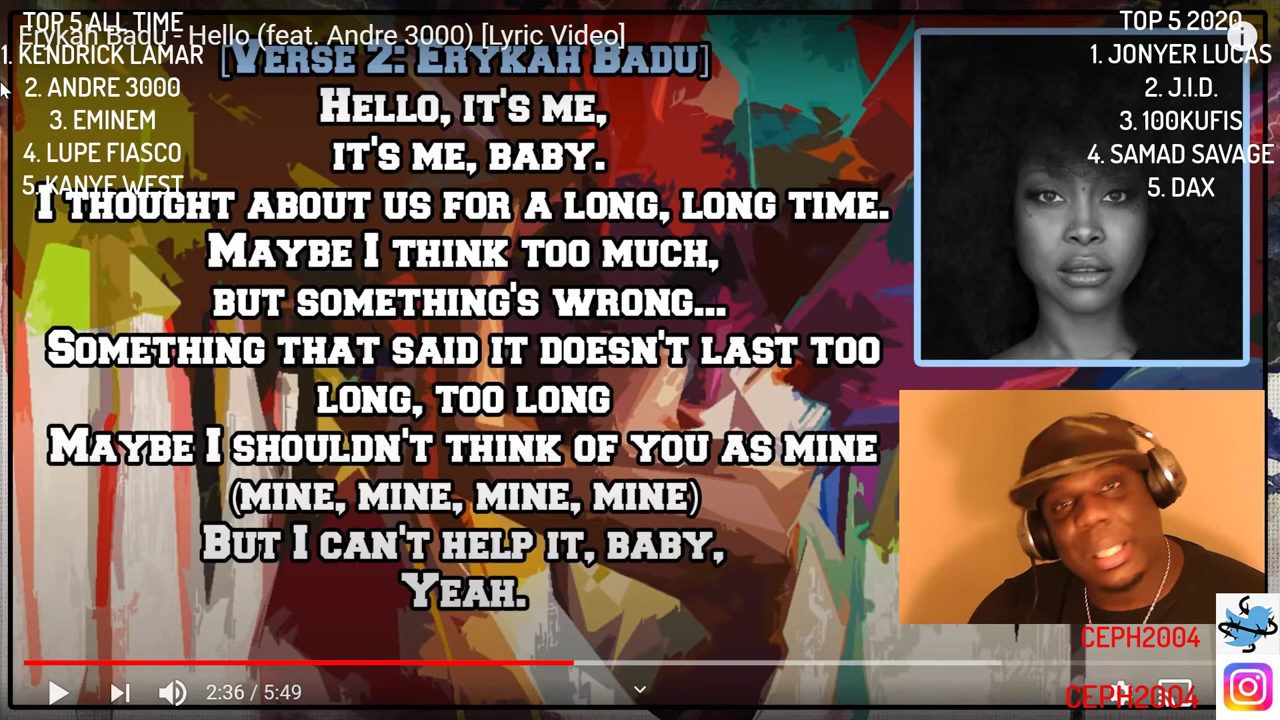 TOP 5 ALL TIME
1. KENDRICK LAMAR
2. ANDRE 3000
3. EMINEM
4. LUPE FIASCO
5. KANYE WEST
Erykah Badu - Hello (feat. Andre 3000) [Lyric Video]
TOP 5 2020
1. JONYER LUCAS
2. J.I.D.
3. 100KUFIS
4. SAMAD SAVAGE
5. DAX
[VERSE 2: ERYKAH BADU]
HELLO, IT'S ME,
IT'S ME, BABY.
I THOUGHT ABOUT US FOR A LONG, LONG TIME.
MAYBE I THINK TOO MUCH,
BUT SOMETHING'S WRONG...
SOMETHING THAT SAID IT DOESN'T LAST TOO
LONG, TOO LONG
MAYBE I SHOULDN'T THINK OF YOU AS MINE
(MINE, MINE, MINE, MINE)
BUT I CAN'T HELP IT, BABY,
YEAH.
CEPH2004
CEPH2004
2:36 / 5:49